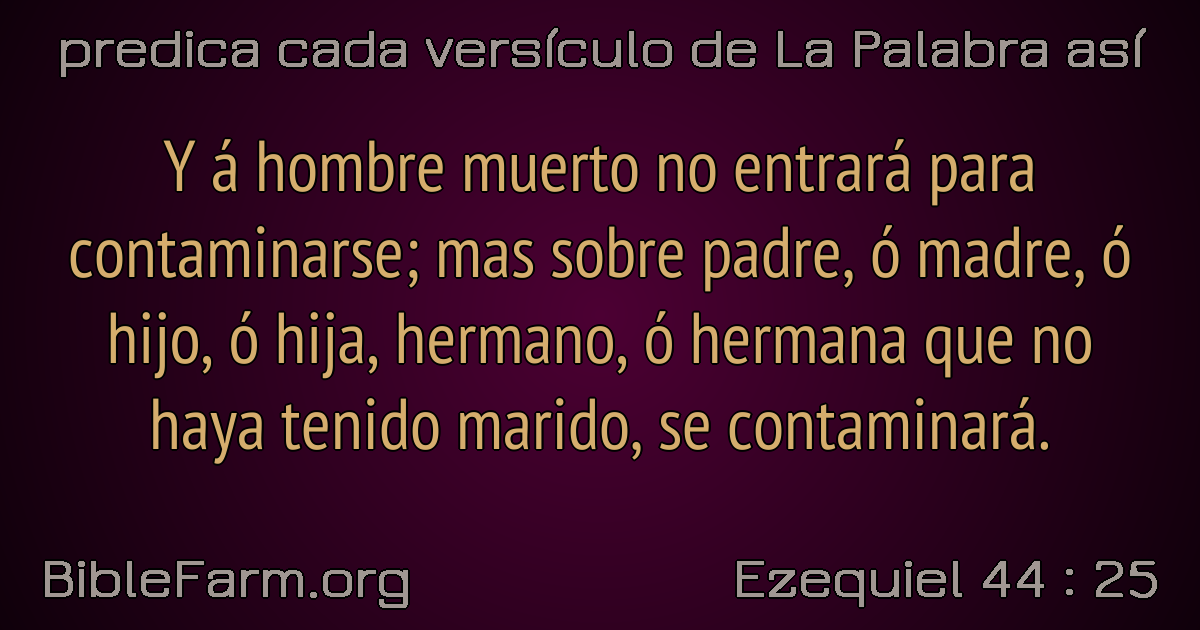 predica cada versículo de La Palabra así
Y á hombre muerto no entrará para
contaminarse; mas sobre padre, ó madre, ó
hijo, ó hija, hermano, ó hermana que no
haya tenido marido, se contaminará.
BibleFarm.org
Ezequiel 44 : 25